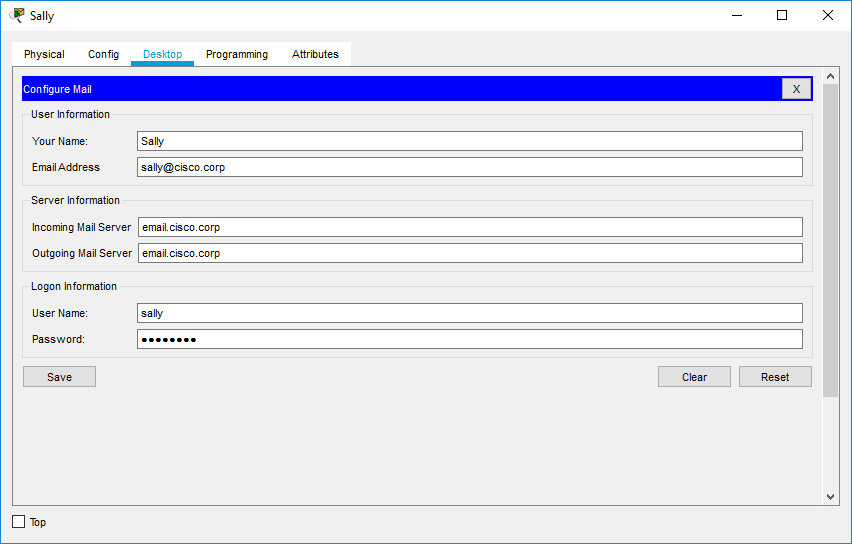 Sally
Physical Config Desktop Programming Attributes
Configure Mail X
User Information
Your Name: Sally
Email Address sally@cisco.corp
Server Information
Incoming Mail Server email.cisco.corp
Outgoing Mail Server email.cisco.corp
Logon Information
User Name: sally
Password: ●●●●●●●●
Save Clear Reset
Top